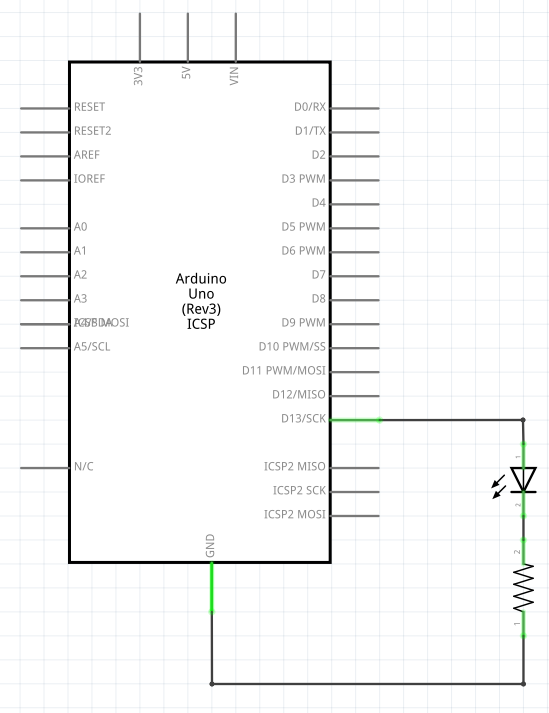 3V3
5V
VIN
RESET
RESET2
AREF
IOREF
A0
A1
A2
A3
A5/SCL
N/C
D0/RX
D1/TX
D2
D3 PWM
D4
D5 PWM
D6 PWM
D7
D8
D9 PWM
D10 PWM/SS
D11 PWM/MOSI
D12/MISO
D13/SCK
ICSP2 MISO
ICSP2 SCK
ICSP2 MOSI
Arduino
Uno
(Rev3)
ICSP
GND
1
2
2
1